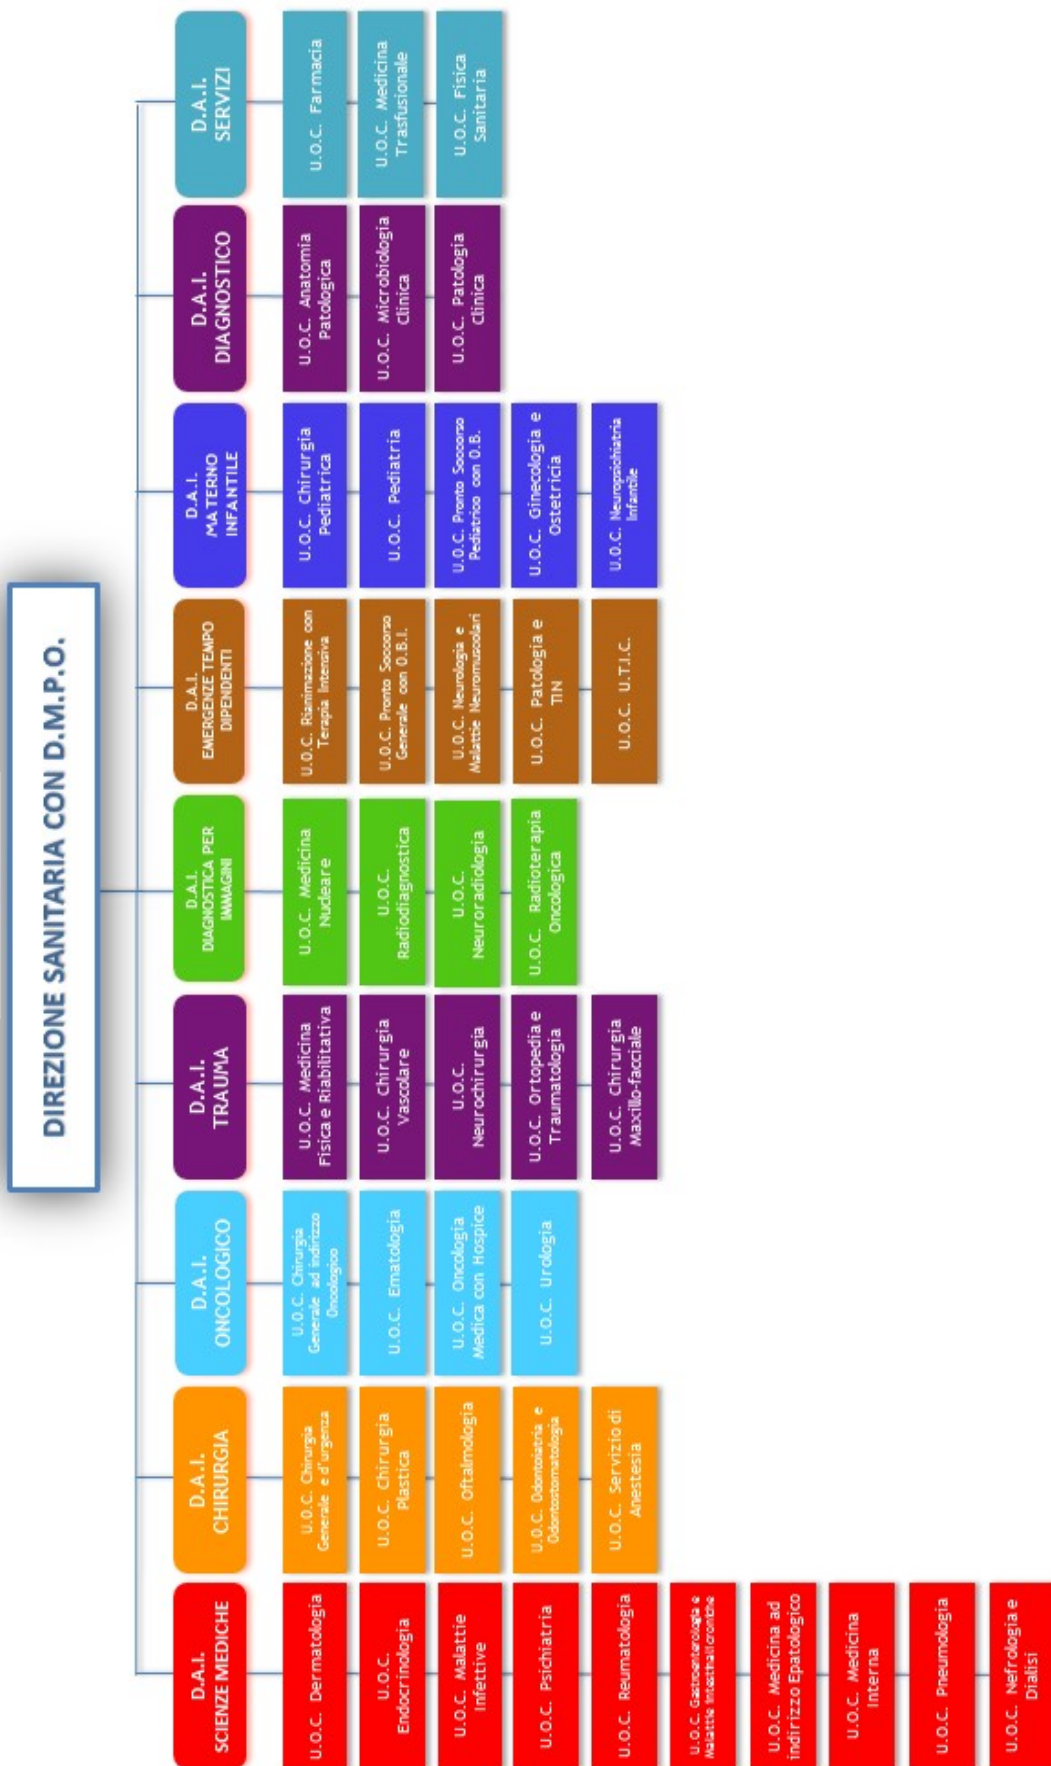 DIREZIONE SANITARIA CON D.M.P.O.
D.A.I.
SCIENZE MEDICHE
U.O.C. Dermatologia
U.O.C.
Endocrinologia
U.O.C. Malattie
Infettive
U.O.C. Psichiatria
U.O.C. Reumatologia
U.O.C. Gastroenterologia e
Malattie Intestinali croniche
U.O.C. Medicina ad
indirizzo Epatologico
U.O.C. Medicina
Interna
U.O.C. Pneumologia
U.O.C. Nefrologia e
Dialisi
D.A.I.
CHIRURGIA
U.O.C. Chirurgia
Generale e d'urgenza
U.O.C. Chirurgia
Plastica
U.O.C. Oftalmologia
U.O.C. Odontoiatria e
Odontostomatologia
U.O.C. Servizio di
Anestesia
D.A.I.
ONCOLOGICO
U.O.C. Chirurgia
Generale ad indirizzo
Oncologico
U.O.C. Ematologia
U.O.C. Oncologia
Medica con Hospice
U.O.C. Urologia
D.A.I.
TRAUMA
U.O.C. Medicina
Fisica e Riabilitativa
U.O.C. Chirurgia
Vascolare
U.O.C.
Neurochirurgia
U.O.C. Ortopedia e
Traumatologia
U.O.C. Chirurgia
Maxillo-facciale
D.A.I.
DIAGNOSTICA PER
IMMAGINI
U.O.C. Medicina
Nucleare
U.O.C.
Radiodiagnostica
U.O.C.
Neuroradiologia
U.O.C. Radioterapia
Oncologica
D.A.I.
EMERGENZE TEMPO
DIPENDENTI
U.O.C. Rianimazione con
Terapia Intensiva
U.O.C. Pronto Soccorso
Generale con O.B.I.
U.O.C. Neurologia e
Malattie Neuromuscolari
U.O.C. Patologia e
TIN
U.O.C. U.T.I.C.
D.A.I.
MATERNO
INFANTILE
U.O.C. Chirurgia
Pediatrica
U.O.C. Pediatria
U.O.C. Pronto Soccorso
Pediatrico con O.B.
U.O.C. Ginecologia e
Ostetricia
U.O.C. Neuropsichiatria
Infantile
D.A.I.
DIAGNOSTICO
U.O.C. Anatomia
Patologica
U.O.C. Microbiologia
Clinica
U.O.C. Patologia
Clinica
D.A.I.
SERVIZI
U.O.C. Farmacia
U.O.C. Medicina
Trasfusionale
U.O.C. Fisica
Sanitaria